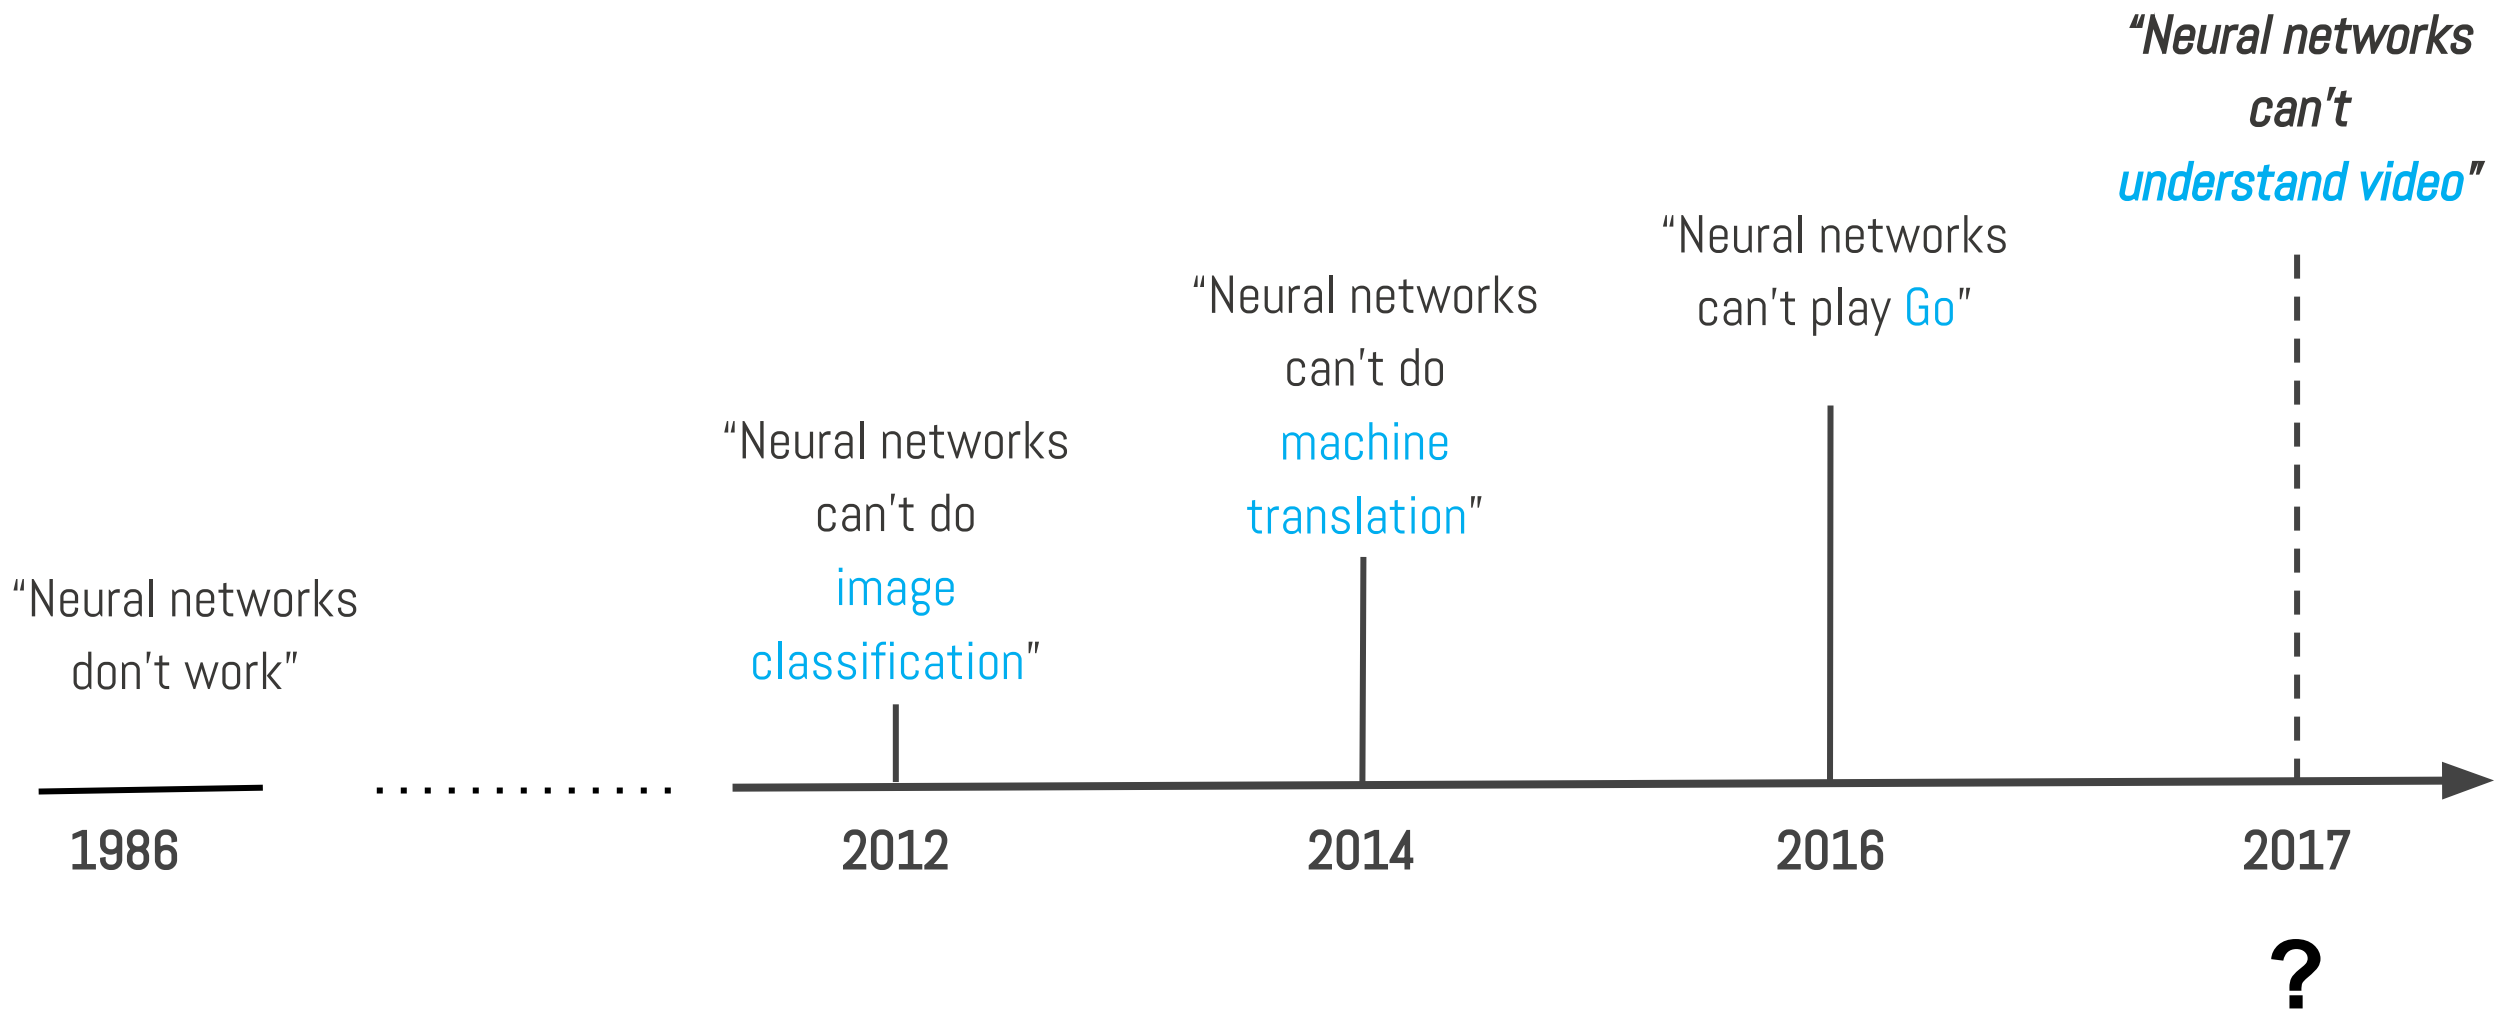 “Neural networks
don’t work”
1986
“Neural networks
can’t do
image
classification”
2012
“Neural networks
can’t do
machine
translation”
2014
“Neural networks
can’t play Go”
2016
“Neural networks
can’t
understand video”
2017
?